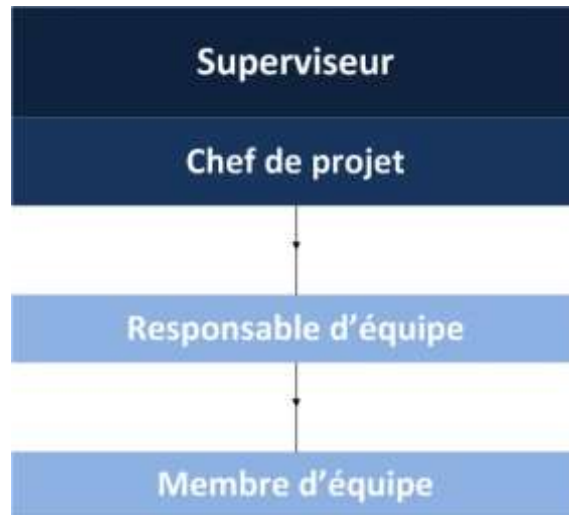 Superviseur
Chef de projet
Responsable d’équipe
Membre d’équipe